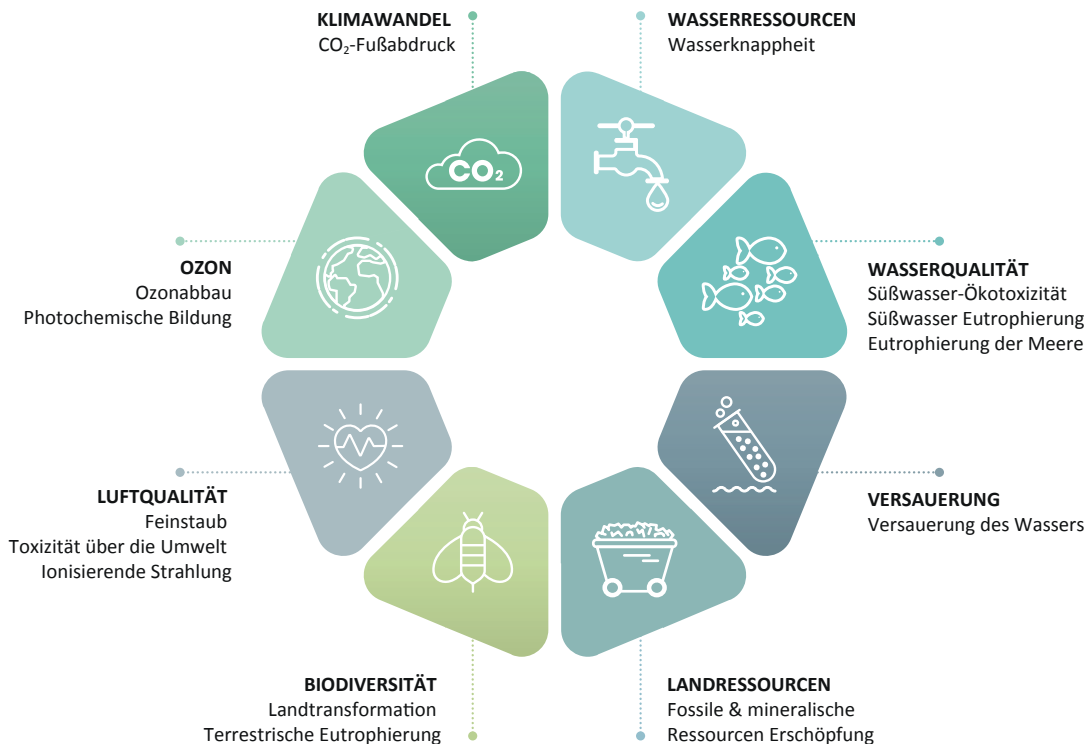 KLIMAWANDEL
CO₂-Fußabdruck
WASSERRESSOURCEN
Wasserknappheit
CO₂
OZON
Ozonabbau
Photochemische Bildung
WASSERQUALITÄT
Süßwasser-Ökotoxizität
Süßwasser Eutrophierung
Eutrophierung der Meere
LUFTQUALITÄT
Feinstaub
Toxizität über die Umwelt
Ionisierende Strahlung
VERSAUERUNG
Versauerung des Wassers
BIODIVERSITÄT
Landtransformation
Terrestrische Eutrophierung
LANDRESSOURCEN
Fossile & mineralische
Ressourcen Erschöpfung